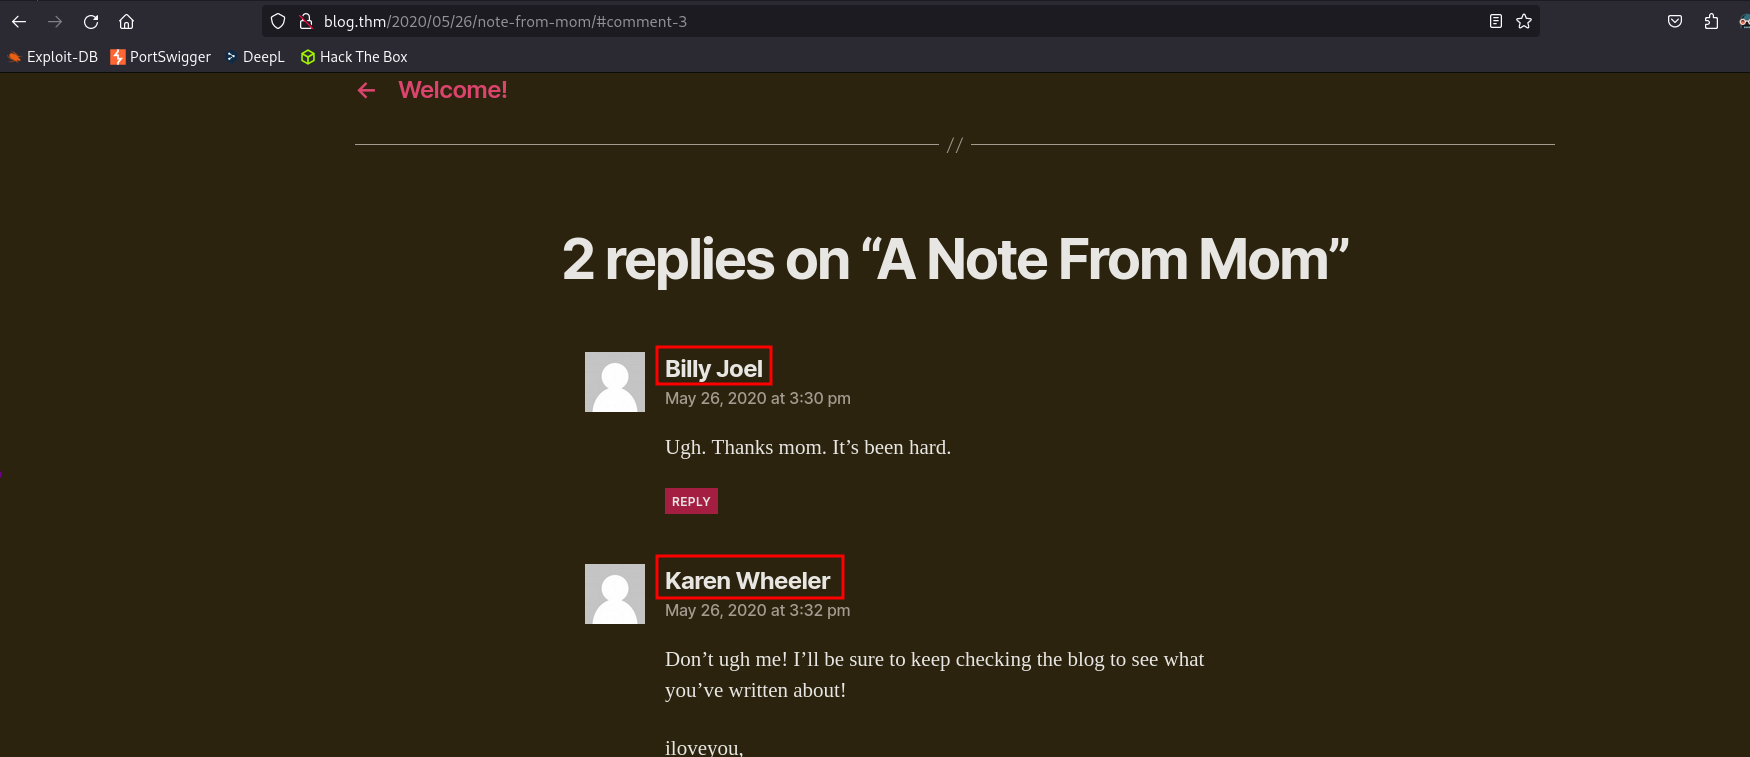 blog.thm/2020/05/26/note-from-mom/#comment-3
Exploit-DB PortSwigger DeepL Hack The Box
← Welcome!
//
2 replies on “A Note From Mom”
Billy Joel
May 26, 2020 at 3:30 pm
Ugh. Thanks mom. It’s been hard.
REPLY
Karen Wheeler
May 26, 2020 at 3:32 pm
Don’t ugh me! I’ll be sure to keep checking the blog to see what
you’ve written about!
iloveyou,